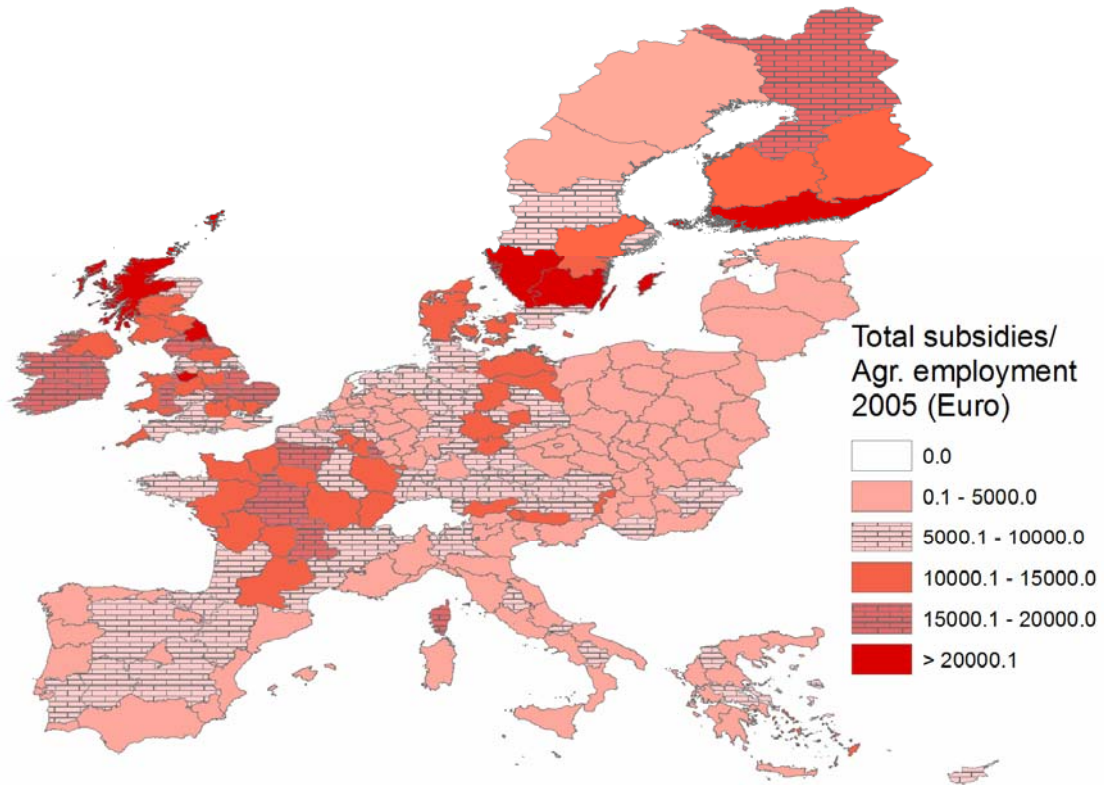 Total subsidies/
Agr. employment
2005 (Euro)
0.0
0.1 - 5000.0
5000.1 - 10000.0
10000.1 - 15000.0
15000.1 - 20000.0
> 20000.1